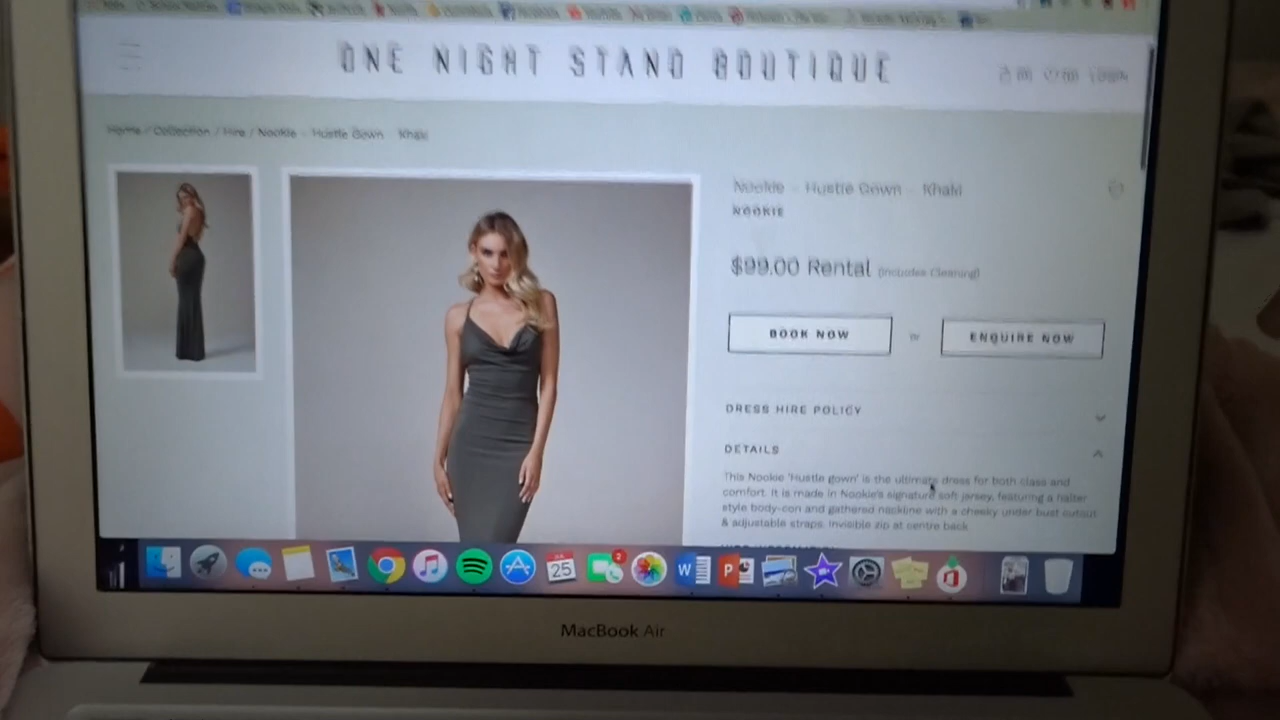 ONE NIGHT STAND BOUTIQUE
Home / Collection / Hire / Nookie - Hustle Gown - Khaki
Nookie - Hustle Gown - Khaki
NOOKIE
$99.00 Rental (Includes Cleaning)
BOOK NOW
or
ENQUIRE NOW
DRESS HIRE POLICY
DETAILS
This Nookie 'Hustle gown' is the ultimate dress for both class and
comfort. It is made in Nookie's signature soft jersey, featuring a halter
style body-con and gathered neckline with a cheeky under bust cutout
& adjustable straps. Invisible zip at centre back
JUL
25
2
W
P
MacBook Air